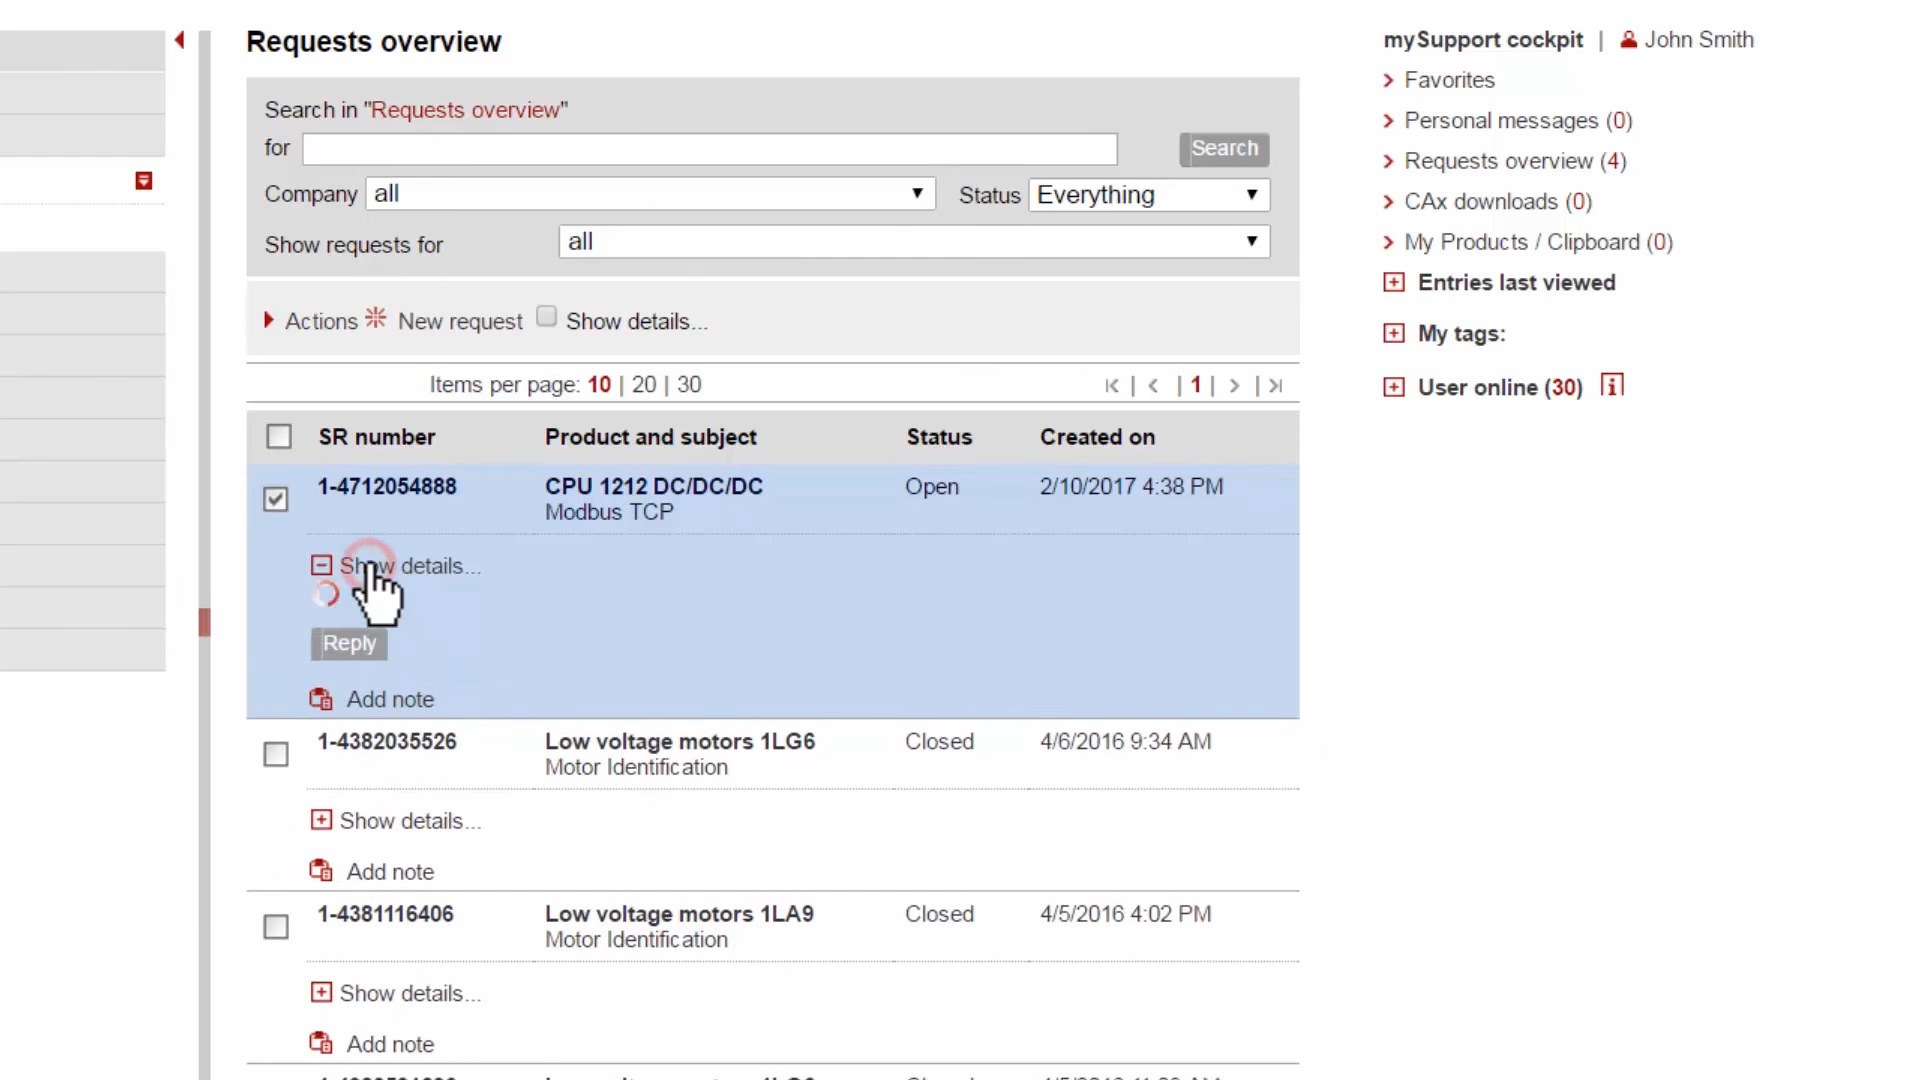 Requests overview
mySupport cockpit | John Smith
Favorites
Personal messages (0)
Requests overview (4)
CAx downloads (0)
My Products / Clipboard (0)
Entries last viewed
My tags:
User online (30)
Search in "Requests overview"
for
Search
Company all Status Everything
Show requests for all
Actions New request Show details...
Items per page: 10 | 20 | 30 | | 1 | |
SR number Product and subject Status Created on
1-4712054888 CPU 1212 DC/DC/DC Open 2/10/2017 4:38 PM
Modbus TCP
Show details...
Reply
Add note
1-4382035526 Low voltage motors 1LG6 Closed 4/6/2016 9:34 AM
Motor Identification
Show details...
Add note
1-4381116406 Low voltage motors 1LA9 Closed 4/5/2016 4:02 PM
Motor Identification
Show details...
Add note